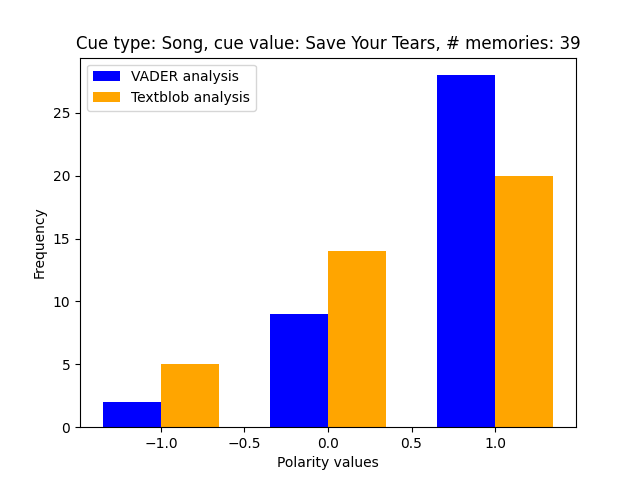 Cue type: Song, cue value: Save Your Tears, # memories: 39
VADER analysis
Textblob analysis
25
20
15
10
5
0
Frequency
−1.0
−0.5
0.0
0.5
1.0
Polarity values